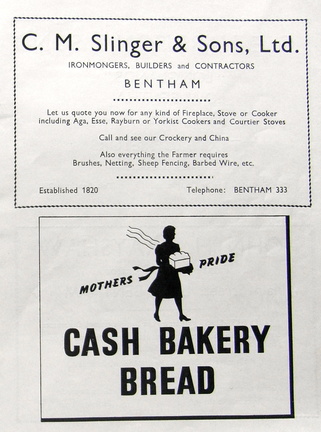 C. M. Slinger & Sons, Ltd.
IRONMONGERS, BUILDERS and CONTRACTORS
BENTHAM
Let us quote you now for any kind of Fireplace, Stove or Cooker
including Aga, Esse, Rayburn or Yorkist Cookers and Courtier Stoves
Call and see our Crockery and China
Also everything the Farmer requires
Brushes, Netting, Sheep Fencing, Barbed Wire, etc.
Established 1820 Telephone: BENTHAM 333
MOTHERS PRIDE
CASH BAKERY
BREAD